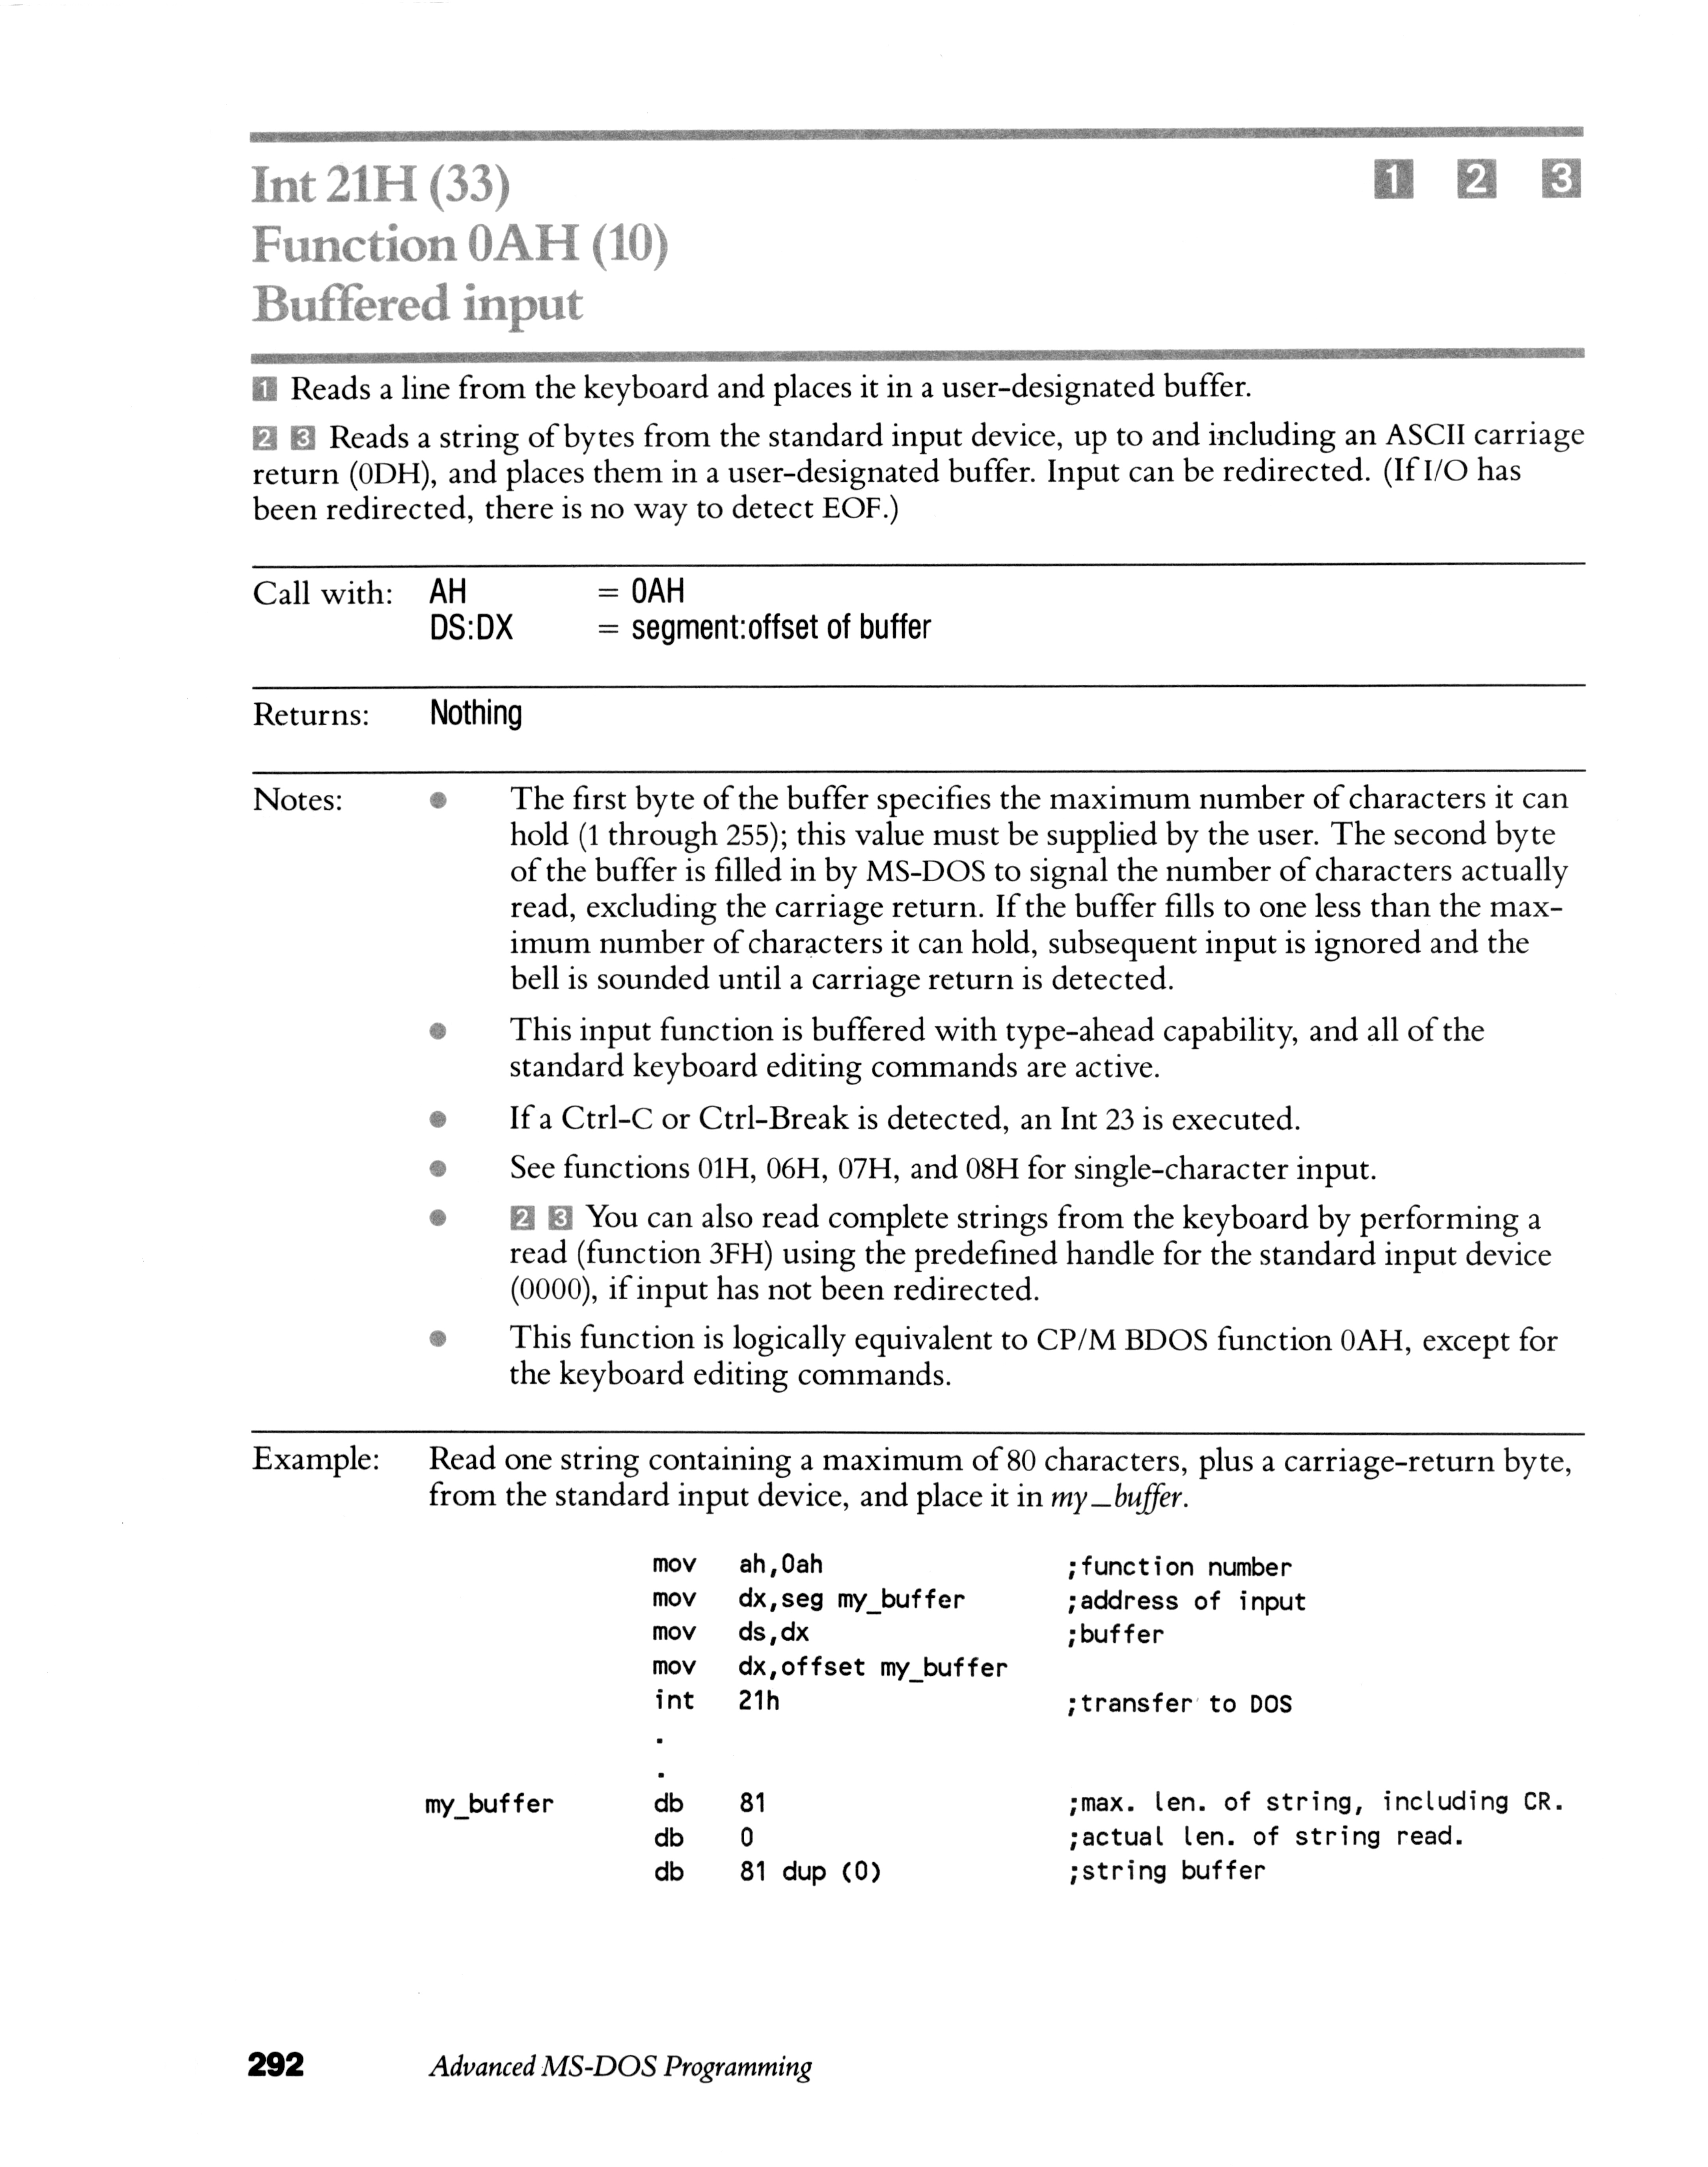 Int 21H (33) 1 2 3
Function 0AH (10)
Buffered input
1 Reads a line from the keyboard and places it in a user-designated buffer.
2 3 Reads a string of bytes from the standard input device, up to and including an ASCII carriage
return (0DH), and places them in a user-designated buffer. Input can be redirected. (If I/O has
been redirected, there is no way to detect EOF.)
Call with: AH = 0AH
DS:DX = segment:offset of buffer
Returns: Nothing
Notes: ● The first byte of the buffer specifies the maximum number of characters it can
hold (1 through 255); this value must be supplied by the user. The second byte
of the buffer is filled in by MS-DOS to signal the number of characters actually
read, excluding the carriage return. If the buffer fills to one less than the max-
imum number of characters it can hold, subsequent input is ignored and the
bell is sounded until a carriage return is detected.
● This input function is buffered with type-ahead capability, and all of the
standard keyboard editing commands are active.
● If a Ctrl-C or Ctrl-Break is detected, an Int 23 is executed.
● See functions 01H, 06H, 07H, and 08H for single-character input.
● 2 3 You can also read complete strings from the keyboard by performing a
read (function 3FH) using the predefined handle for the standard input device
(0000), if input has not been redirected.
● This function is logically equivalent to CP/M BDOS function 0AH, except for
the keyboard editing commands.
Example: Read one string containing a maximum of 80 characters, plus a carriage-return byte,
from the standard input device, and place it in my_buffer.
mov ah,0ah ;function number
mov dx,seg my_buffer ;address of input
mov ds,dx ;buffer
mov dx,offset my_buffer
int 21h ;transfer to DOS
.
.
my_buffer db 81 ;max. len. of string, including CR.
db 0 ;actual len. of string read.
db 81 dup (0) ;string buffer
292 Advanced MS-DOS Programming